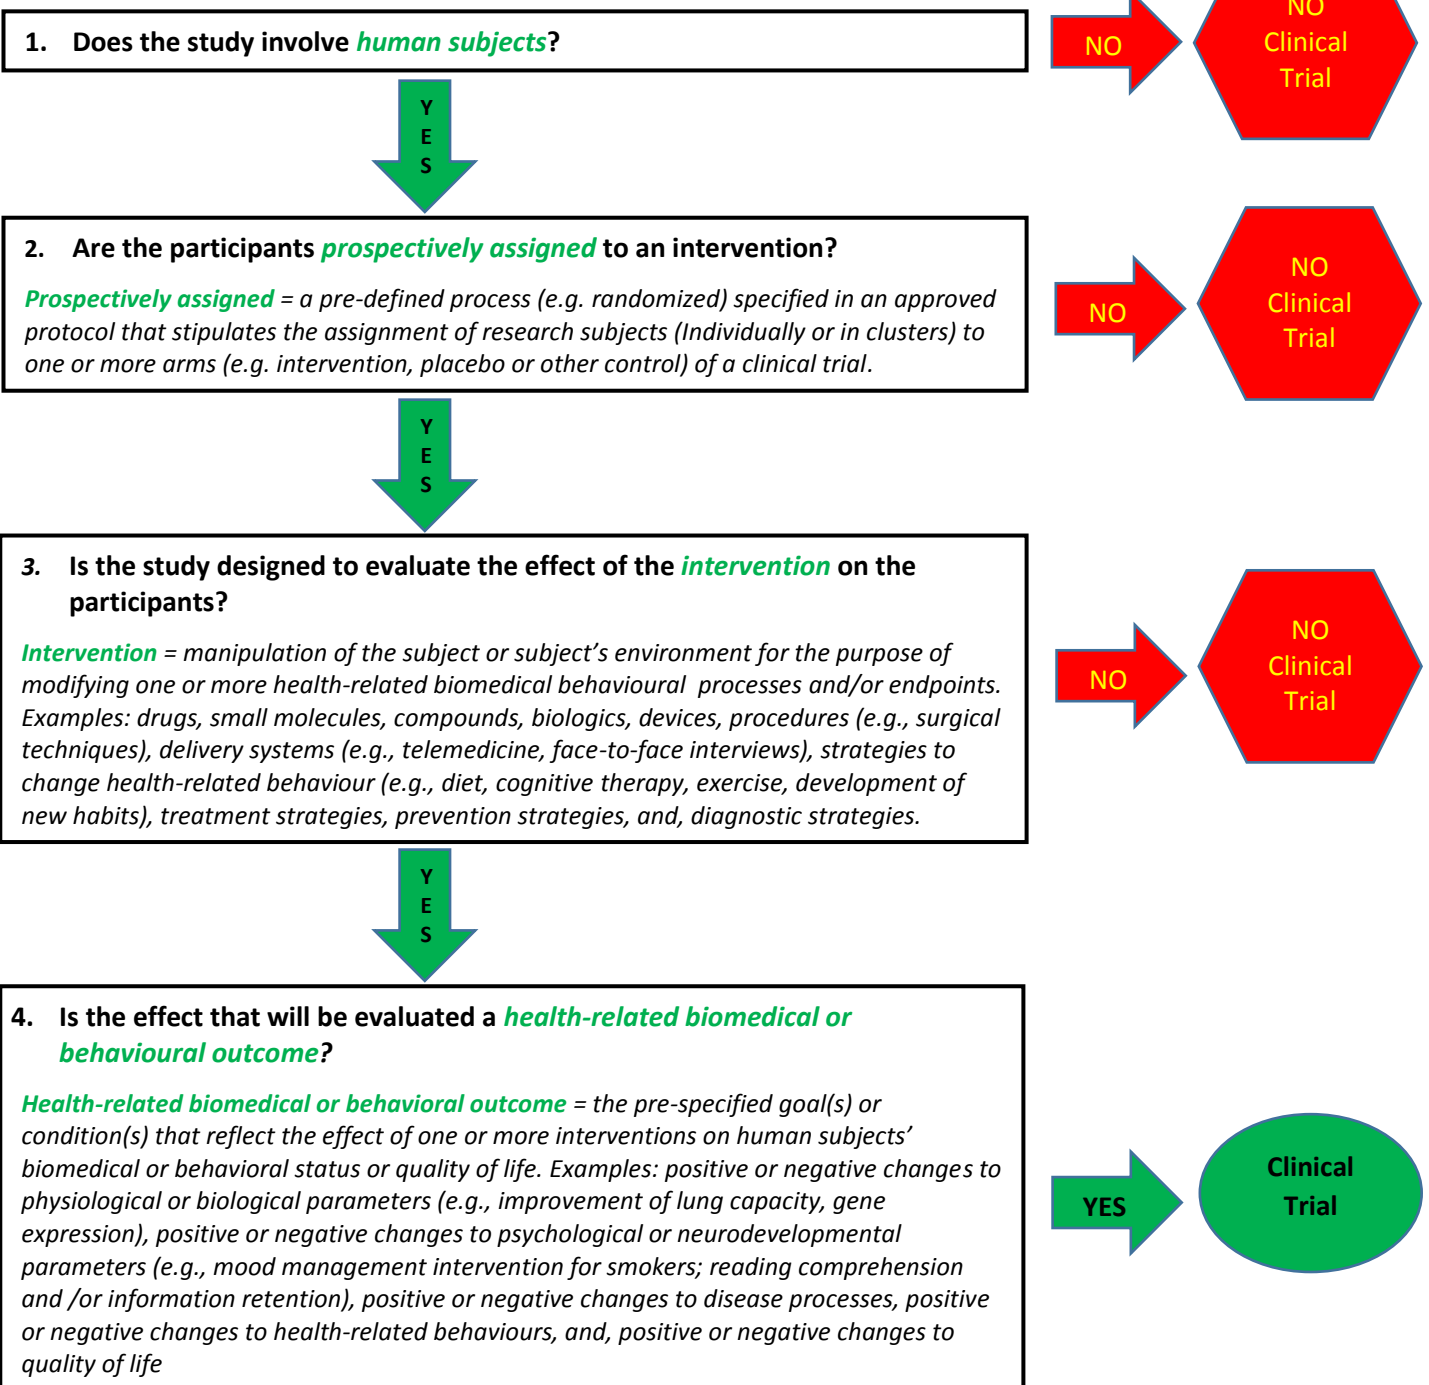 1. Does the study involve human subjects?
NO
NO
Clinical
Trial
Y
E
S
2. Are the participants prospectively assigned to an intervention?
Prospectively assigned = a pre-defined process (e.g. randomized) specified in an approved
protocol that stipulates the assignment of research subjects (Individually or in clusters) to
one or more arms (e.g. intervention, placebo or other control) of a clinical trial.
NO
NO
Clinical
Trial
Y
E
S
3. Is the study designed to evaluate the effect of the intervention on the
participants?
Intervention = manipulation of the subject or subject’s environment for the purpose of
modifying one or more health-related biomedical behavioural processes and/or endpoints.
Examples: drugs, small molecules, compounds, biologics, devices, procedures (e.g., surgical
techniques), delivery systems (e.g., telemedicine, face-to-face interviews), strategies to
change health-related behaviour (e.g., diet, cognitive therapy, exercise, development of
new habits), treatment strategies, prevention strategies, and, diagnostic strategies.
NO
NO
Clinical
Trial
Y
E
S
4. Is the effect that will be evaluated a health-related biomedical or
behavioural outcome?
Health-related biomedical or behavioral outcome = the pre-specified goal(s) or
condition(s) that reflect the effect of one or more interventions on human subjects’
biomedical or behavioral status or quality of life. Examples: positive or negative changes to
physiological or biological parameters (e.g., improvement of lung capacity, gene
expression), positive or negative changes to psychological or neurodevelopmental
parameters (e.g., mood management intervention for smokers; reading comprehension
and /or information retention), positive or negative changes to disease processes, positive
or negative changes to health-related behaviours, and, positive or negative changes to
quality of life
YES
Clinical
Trial